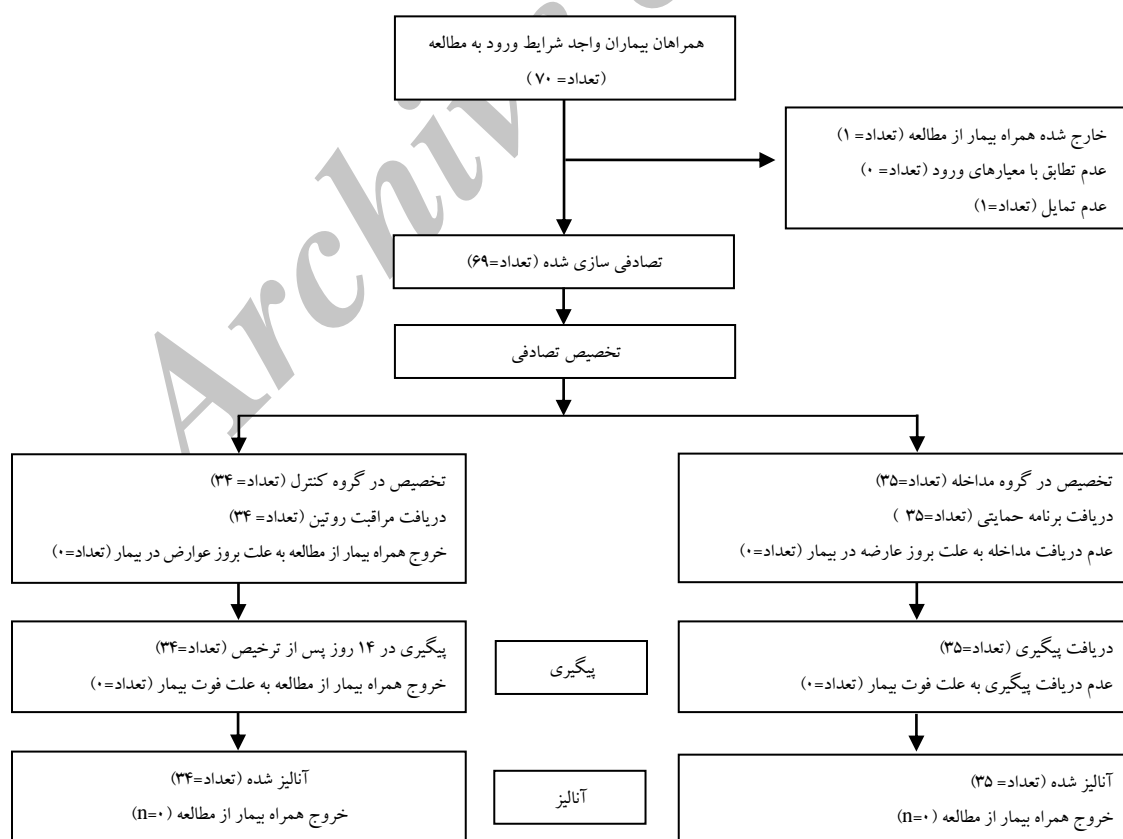 همراهان بیماران واجد شرایط ورود به مطالعه
(تعداد= ۷۰ )
خارج شده همراه بیمار از مطالعه (تعداد= ۱)
عدم تطابق با معیارهای ورود (تعداد= ۰)
عدم تمایل (تعداد=۱)
تصادفی سازی شده (تعداد=۶۹)
تخصیص تصادفی
تخصیص در گروه مداخله (تعداد=۳۵)
دریافت برنامه حمایتی (تعداد=۳۵ )
عدم دریافت مداخله به علت بروز عارضه در بیمار (تعداد=۰)
تخصیص در گروه کنترل (تعداد= ۳۴)
دریافت مراقبت روتین (تعداد= ۳۴)
خروج همراه بیمار از مطالعه به علت بروز عوارض در بیمار (تعداد=۰)
دریافت پیگیری (تعداد=۳۵)
عدم دریافت پیگیری به علت فوت بیمار (تعداد=۰)
پیگیری
پیگیری در ۱۴ روز پس از ترخیص (تعداد=۳۴)
خروج همراه بیمار از مطالعه به علت فوت بیمار (تعداد=۰)
آنالیز شده (تعداد= ۳۵)
خروج همراه بیمار از مطالعه (n=۰)
آنالیز
آنالیز شده (تعداد=۳۴)
خروج همراه بیمار از مطالعه (n=۰)
Archiv